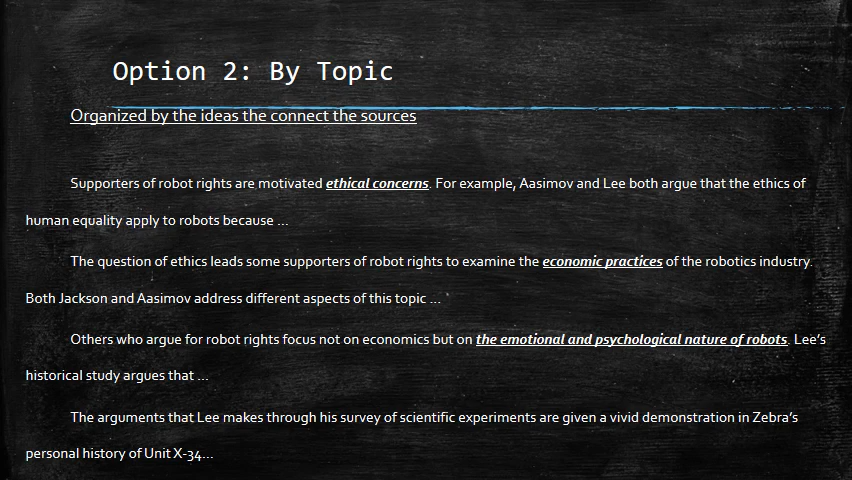 Option 2: By Topic
Organized by the ideas the connect the sources
Supporters of robot rights are motivated ethical concerns. For example, Aasimov and Lee both argue that the ethics of
human equality apply to robots because ...
The question of ethics leads some supporters of robot rights to examine the economic practices of the robotics industry.
Both Jackson and Aasimov address different aspects of this topic ...
Others who argue for robot rights focus not on economics but on the emotional and psychological nature of robots. Lee's
historical study argues that ...
The arguments that Lee makes through his survey of scientific experiments are given a vivid demonstration in Zebra's
personal history of Unit X-34...